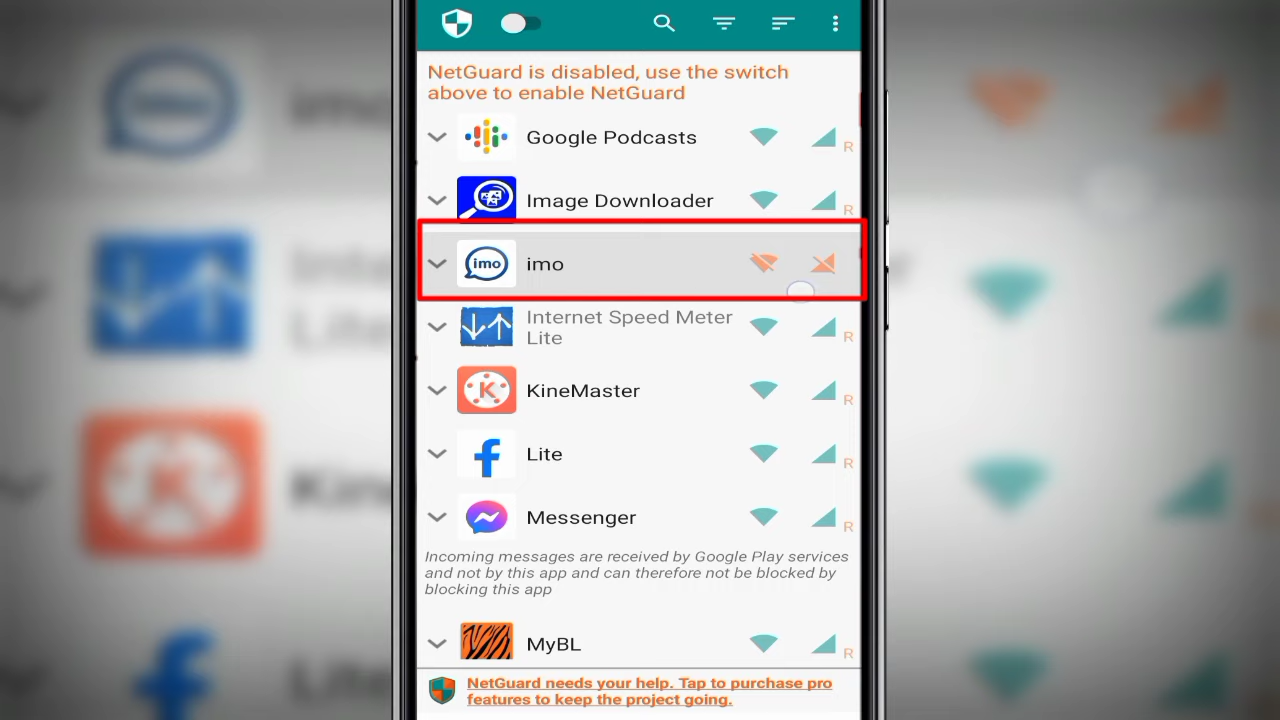 NetGuard is disabled, use the switch
above to enable NetGuard
Google Podcasts
R
Image Downloader
R
imo
imo
Internet Speed Meter
Lite
R
KineMaster
R
Lite
R
Messenger
R
Incoming messages are received by Google Play services
and not by this app and can therefore not be blocked by
blocking this app
MyBL
R
NetGuard needs your help. Tap to purchase pro
features to keep the project going.